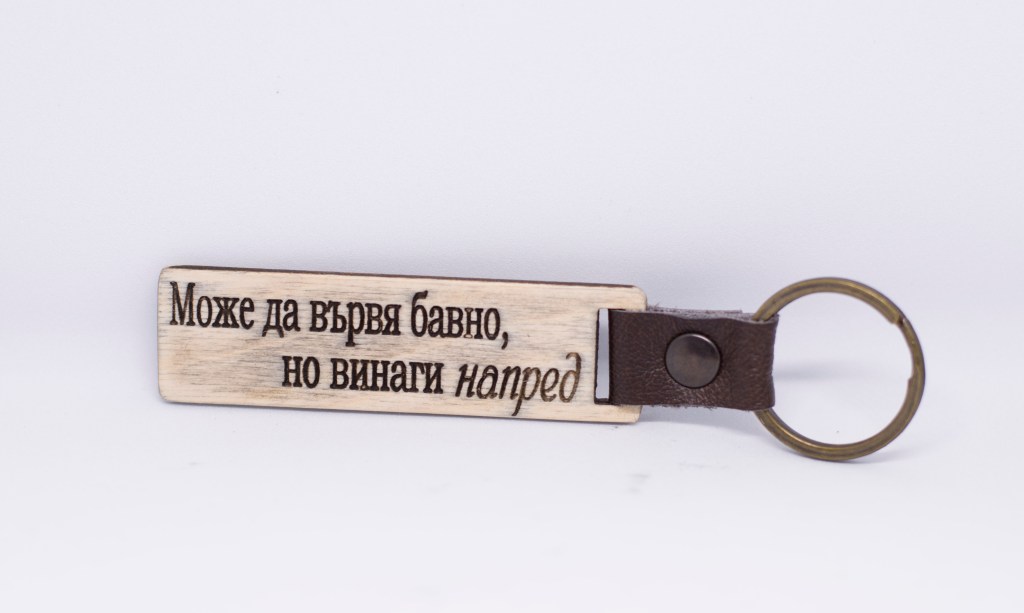 Може да вървя бавно,
но винаги напред